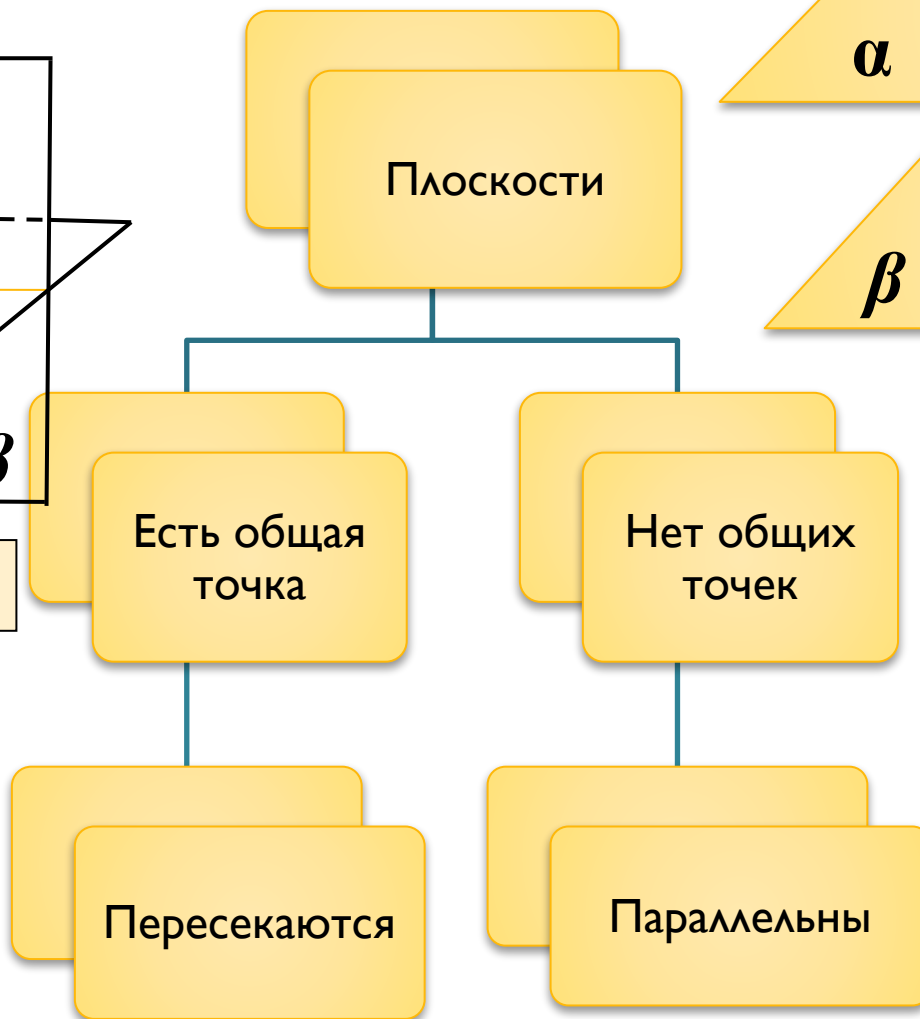 α
Плоскости
β
β
Есть общая
точка
Нет общих
точек
Пересекаются
Параллельны